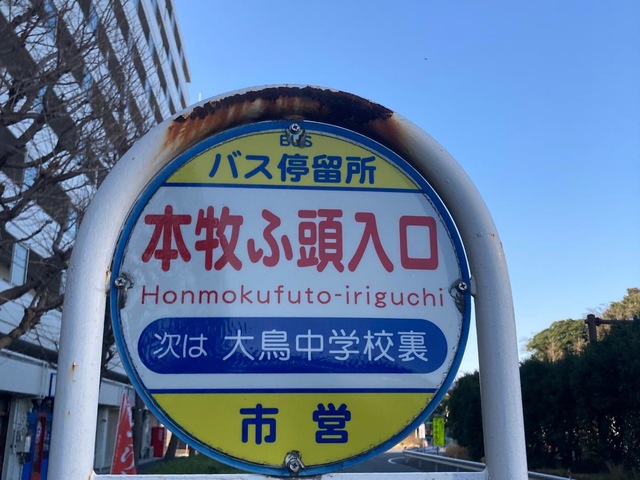 BUS
バス停留所
本牧ふ頭入口
Honmokufuto-iriguchi
次は 大鳥中学校裏
市営